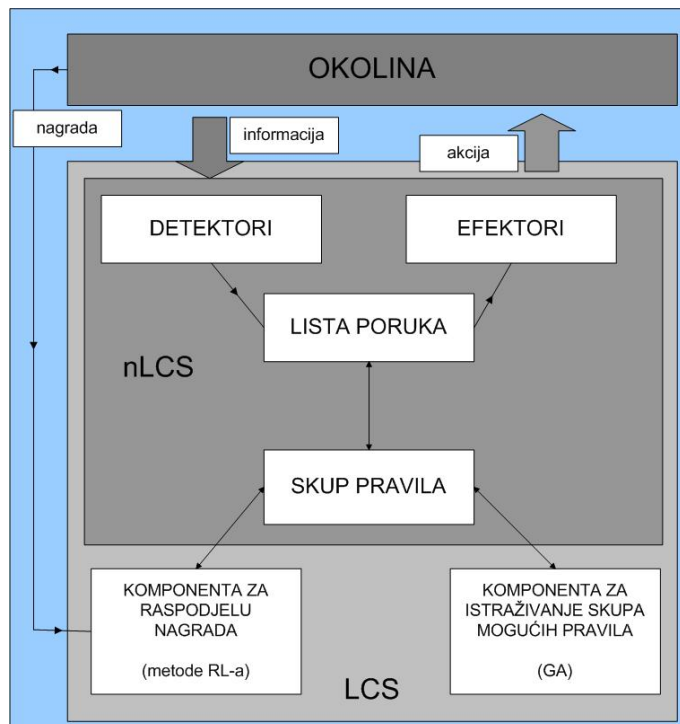 OKOLINA
nagrada
informacija
akcija
DETEKTORI
EFEKTORI
LISTA PORUKA
nLCS
SKUP PRAVILA
KOMPONENTA ZA
RASPODJELU
NAGRADA
(metode RL-a)
KOMPONENTA ZA
ISTRAŽIVANJE SKUPA
MOGUĆIH PRAVILA
(GA)
LCS